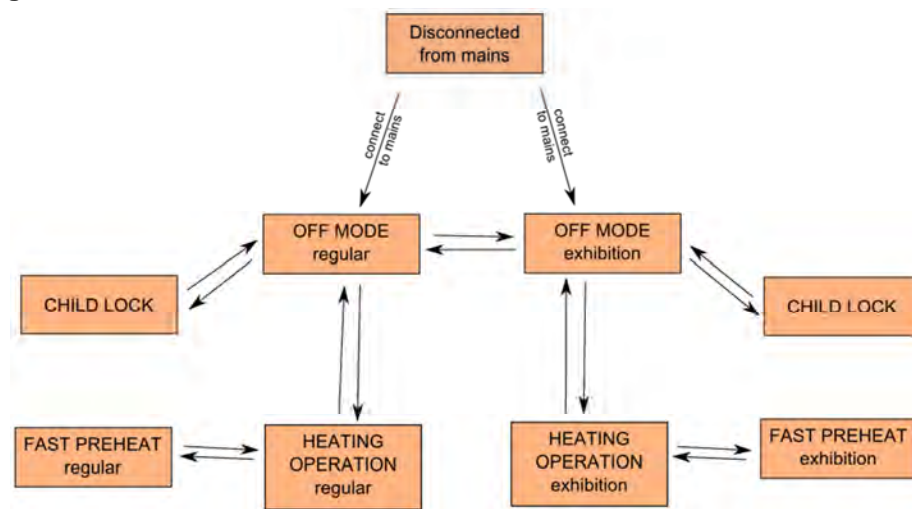 Disconnected
from mains
connect
to mains
connect
to mains
OFF MODE
regular
OFF MODE
exhibition
CHILD LOCK
CHILD LOCK
FAST PREHEAT
regular
HEATING
OPERATION
regular
HEATING
OPERATION
exhibition
FAST PREHEAT
exhibition